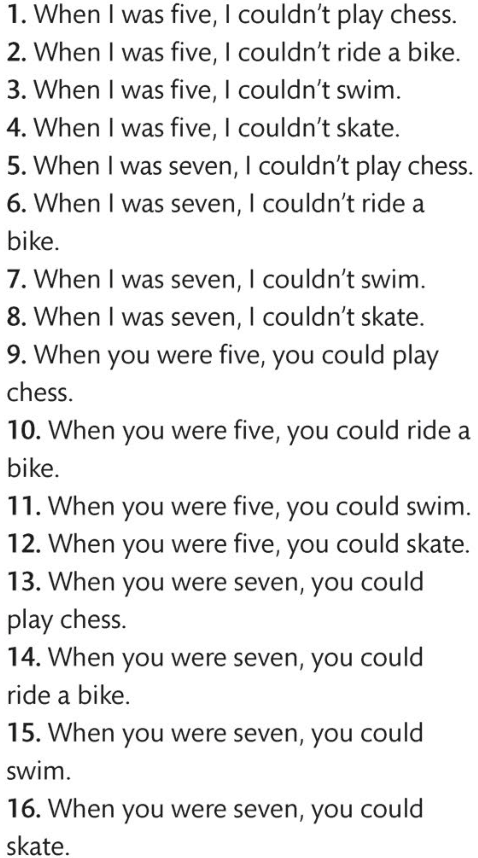 1. When I was five, I couldn’t play chess.
2. When I was five, I couldn’t ride a bike.
3. When I was five, I couldn’t swim.
4. When I was five, I couldn’t skate.
5. When I was seven, I couldn’t play chess.
6. When I was seven, I couldn’t ride a
bike.
7. When I was seven, I couldn’t swim.
8. When I was seven, I couldn’t skate.
9. When you were five, you could play
chess.
10. When you were five, you could ride a
bike.
11. When you were five, you could swim.
12. When you were five, you could skate.
13. When you were seven, you could
play chess.
14. When you were seven, you could
ride a bike.
15. When you were seven, you could
swim.
16. When you were seven, you could
skate.